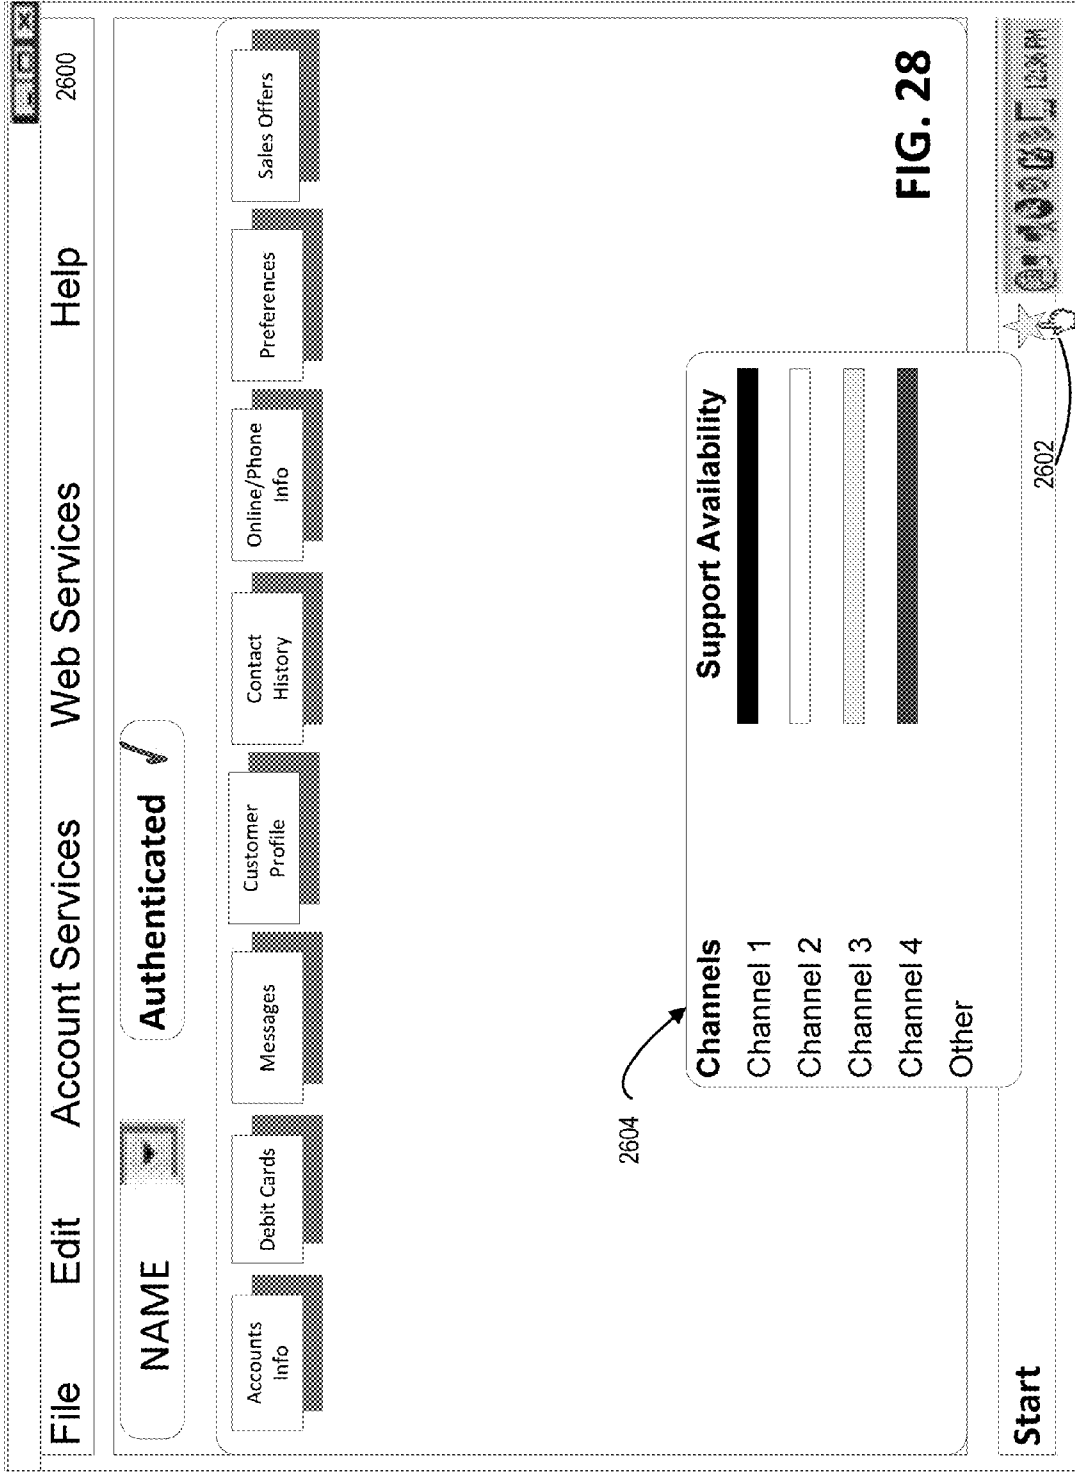 2600
File Edit Account Services Web Services Help
NAME Authenticated
Accounts
Info
Debit Cards
Messages
Customer
Profile
Contact
History
Online/Phone
Info
Preferences
Sales Offers
2604
Channels Support Availability
Channel 1
Channel 2
Channel 3
Channel 4
Other
FIG. 28
2602
Start